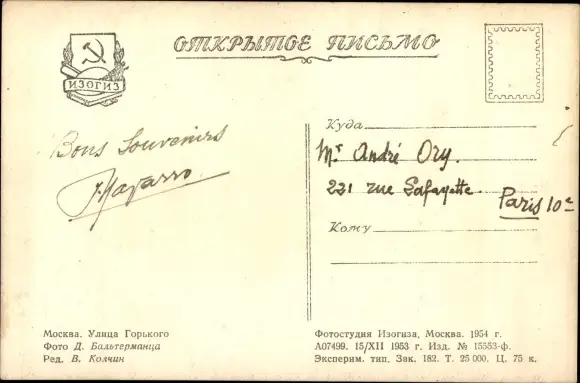 ИЗОГИЗ
ОТКРЫТОЕ ПИСЬМО
Bons Souvenirs
Куда
Mr André Ory.
221 rue Lafayette
Paris 10e
Кому
Москва. Улица Горького
Фото Д. Бальтерманца
Ред. В. Колчин
Фотостудия Изогиза, Москва. 1954 г.
А07499. 15/XII 1953 г. Изд. № 15553-ф.
Эксперим. тип. Зак. 182. Т. 25 000. Ц. 75 к.